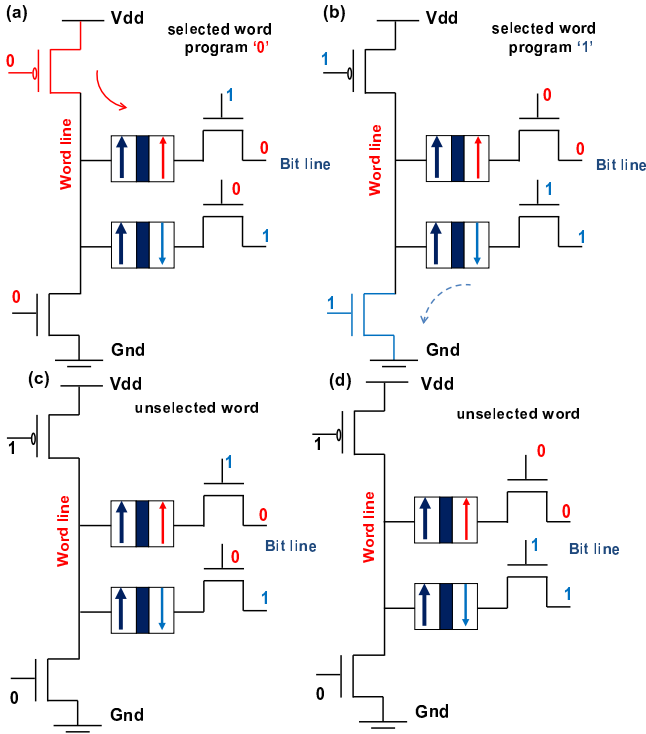 (a)
Vdd
selected word
program ‘0’
0
1
Word line
0
Bit line
0
1
0
Gnd
(b)
Vdd
selected word
program ‘1’
1
0
Word line
0
Bit line
1
1
1
Gnd
(c)
Vdd
unselected word
1
1
Word line
0
Bit line
0
1
0
Gnd
(d)
Vdd
unselected word
1
0
Word line
0
Bit line
1
1
0
Gnd